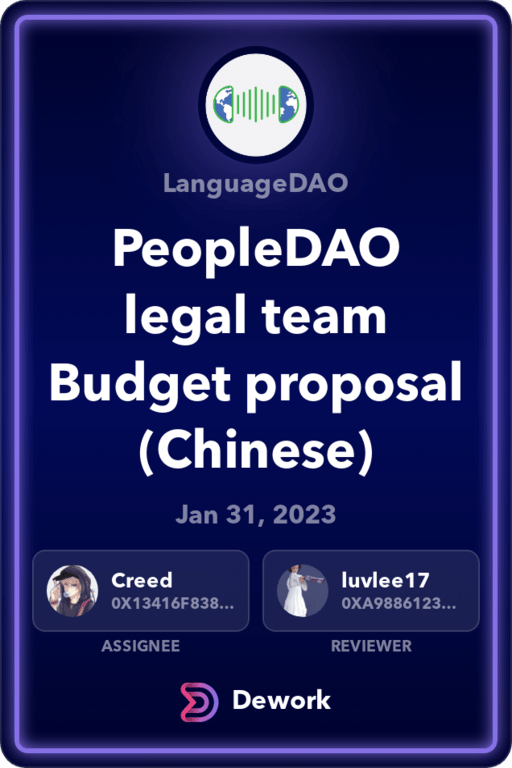 LanguageDAO
PeopleDAO
legal team
Budget proposal
(Chinese)
Jan 31, 2023
Creed
0X13416F838...
ASSIGNEE
luvlee17
0XA9886123...
REVIEWER
Dework